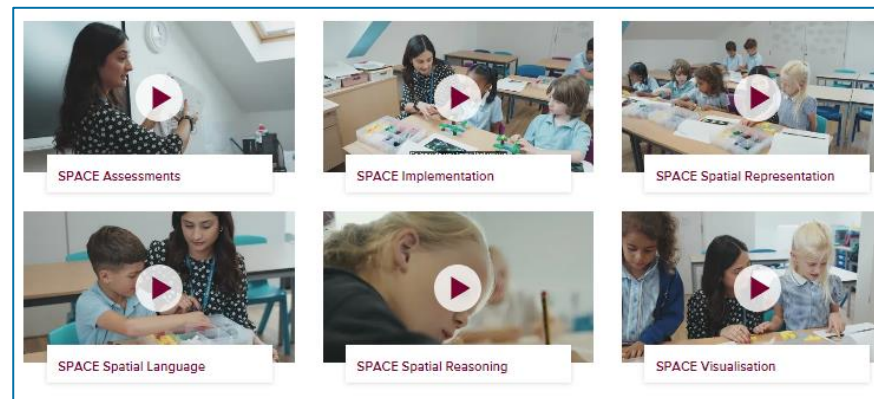 SPACE Assessments
SPACE Implementation
SPACE Spatial Representation
SPACE Spatial Language
SPACE Spatial Reasoning
SPACE Visualisation